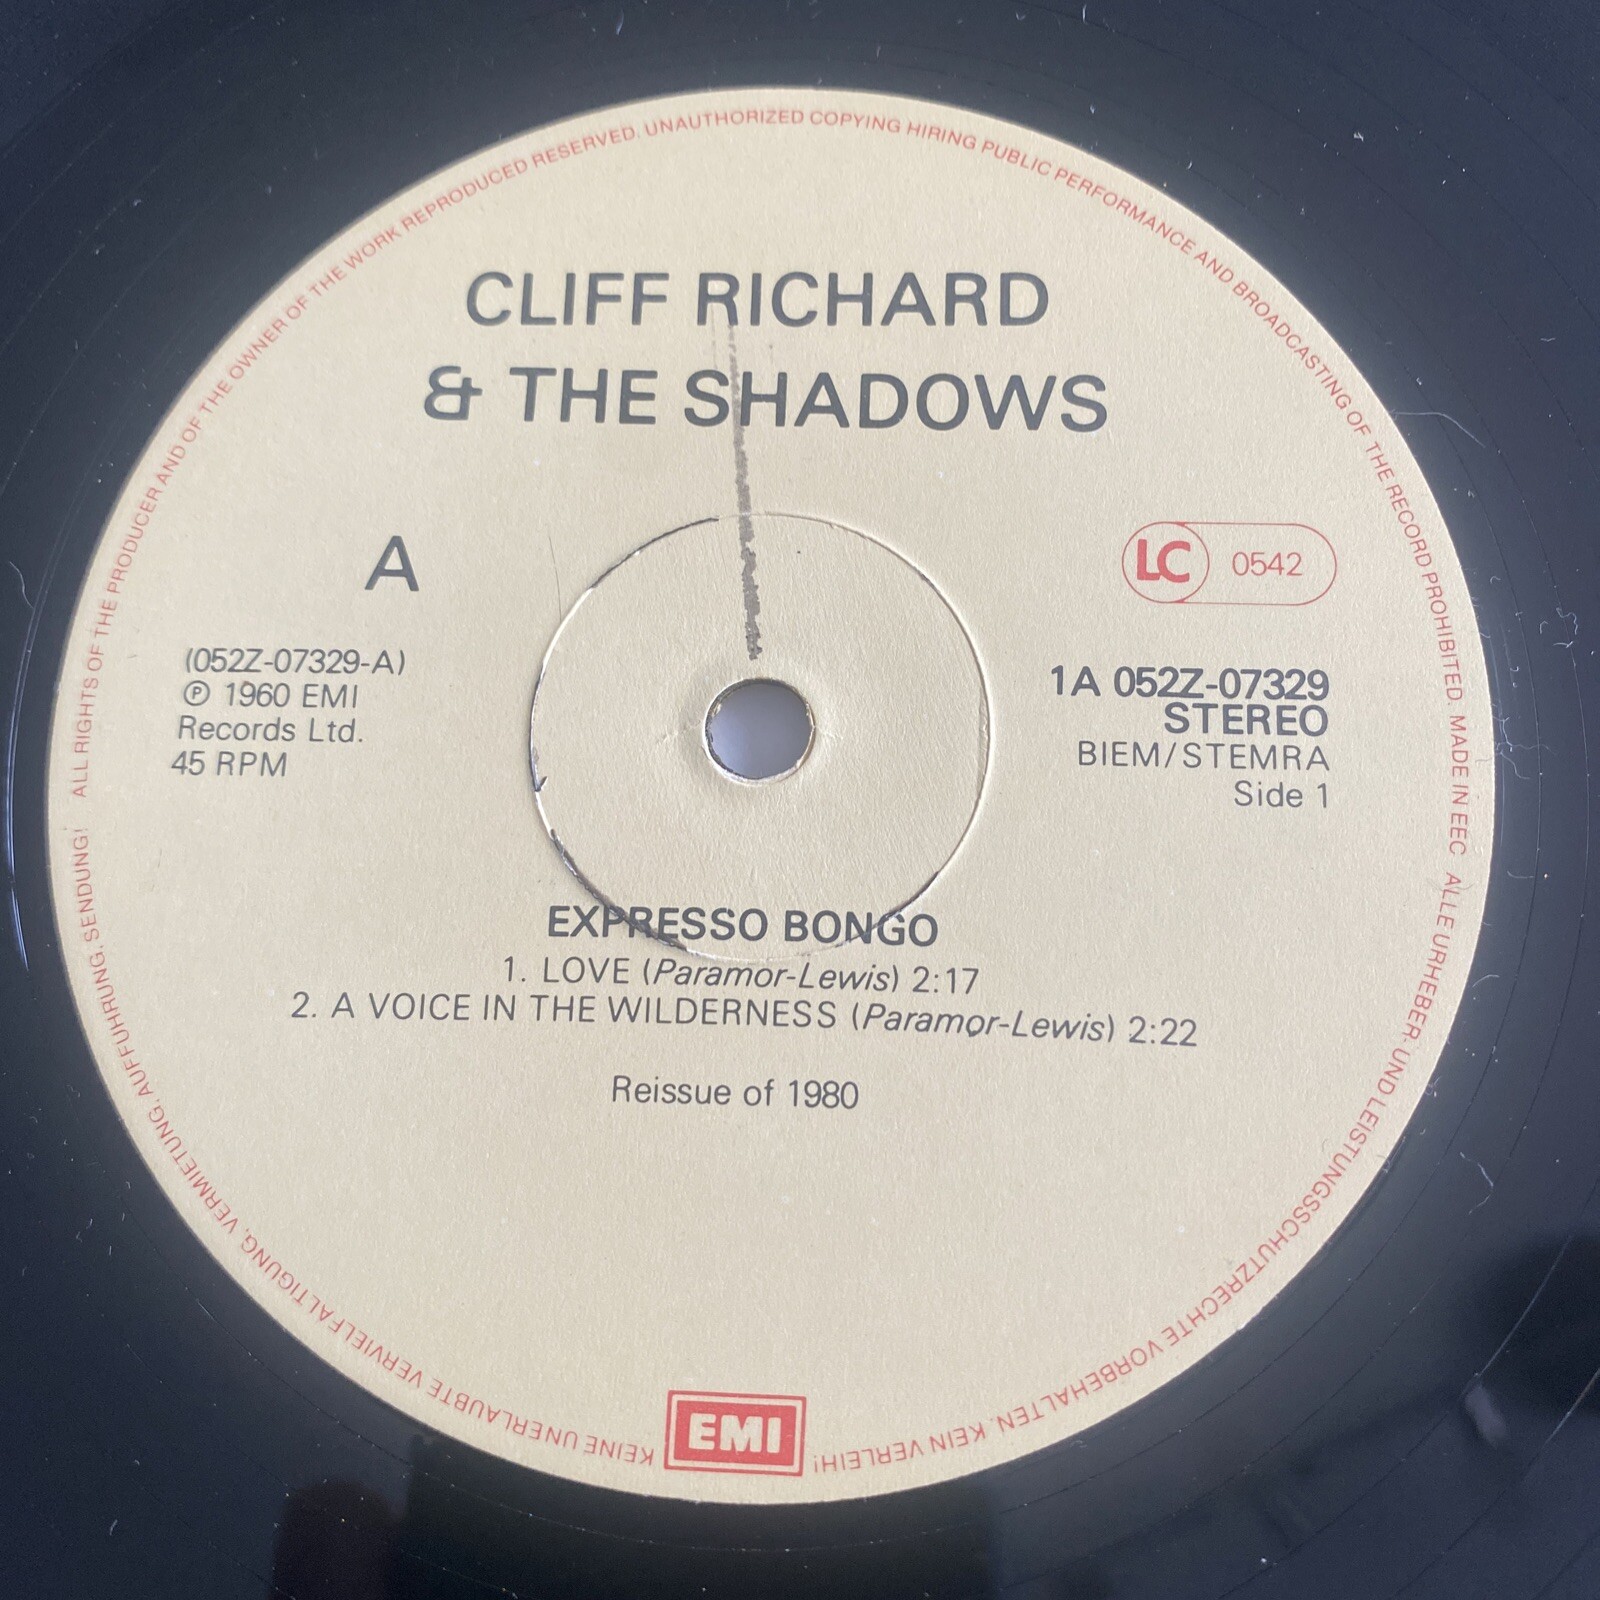 ALL RIGHTS OF THE PRODUCER AND OF THE OWNER OF THE WORK REPRODUCED RESERVED. UNAUTHORIZED COPYING HIRING PUBLIC PERFORMANCE AND BROADCASTING OF THE RECORD PROHIBITED. MADE IN EEC
CLIFF RICHARD
& THE SHADOWS
A
LC 0542
(052Z-07329-A)
℗ 1960 EMI
Records Ltd.
45 RPM
1A 052Z-07329
STEREO
BIEM/STEMRA
Side 1
EXPRESSO BONGO
1. LOVE (Paramor-Lewis) 2:17
2. A VOICE IN THE WILDERNESS (Paramor-Lewis) 2:22
Reissue of 1980
EMI
ALLE URHEBER- UND LEISTUNGSSCHUTZRECHTE VORBEHALTEN. KEIN VERLEIH! KEINE UNERLAUBTE VERVIELFALTIGUNG, VERMIETUNG, AUFFUHRUNG, SENDUNG!